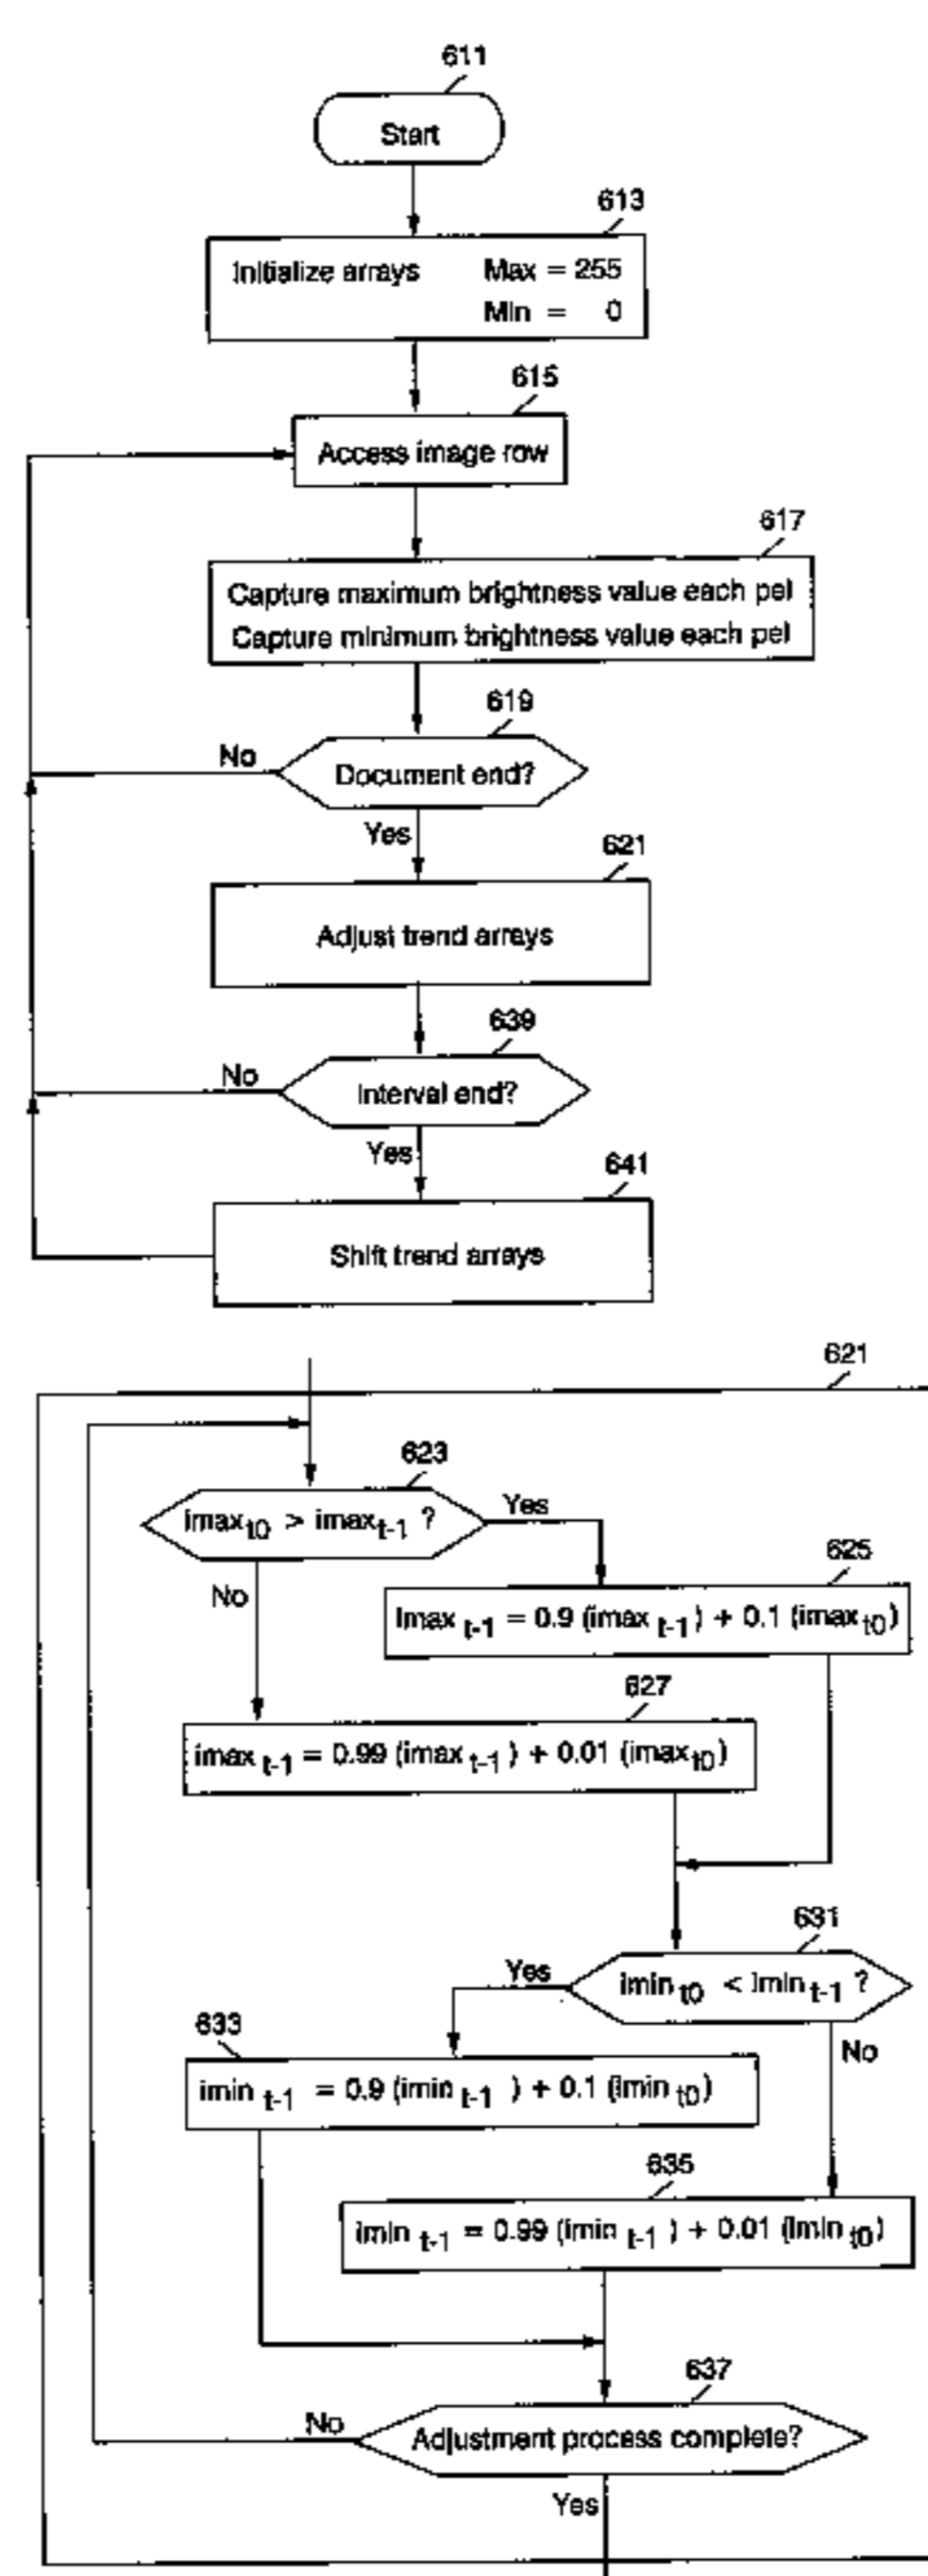 611
Start
613
Initialize arrays Max = 255
Min = 0
615
Access image row
617
Capture maximum brightness value each pel
Capture minimum brightness value each pel
619
No
Document end?
Yes
621
Adjust trend arrays
639
No
Interval end?
Yes
641
Shift trend arrays
621
623
imax t0 > imax t-1 ?
Yes
No
625
imax t-1 = 0.9 (imax t-1) + 0.1 (imax t0)
627
imax t-1 = 0.99 (imax t-1) + 0.01 (imax t0)
631
Yes
imin t0 < imin t-1 ?
No
633
imin t-1 = 0.9 (imin t-1) + 0.1 (imin t0)
635
imin t-1 = 0.99 (imin t-1) + 0.01 (imin t0)
637
No
Adjustment process complete?
Yes